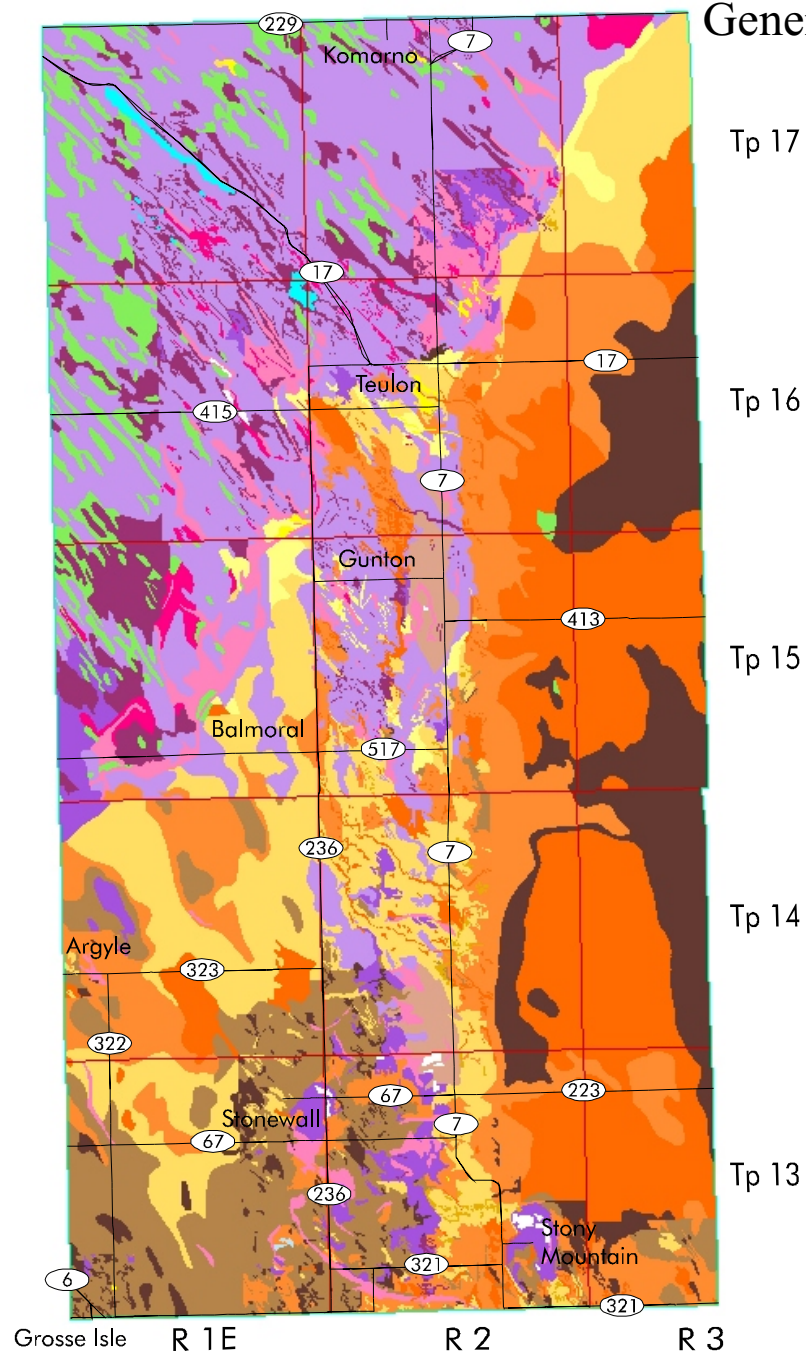 229
Gener
7
Komarno
Tp 17
17
17
Teulon
415
Tp 16
7
Gunton
413
Tp 15
Balmoral
517
236
7
Tp 14
Argyle
323
322
67
223
Stonewall
7
67
Tp 13
236
Stony
Mountain
321
6
321
Grosse Isle
R 1E
R 2
R 3